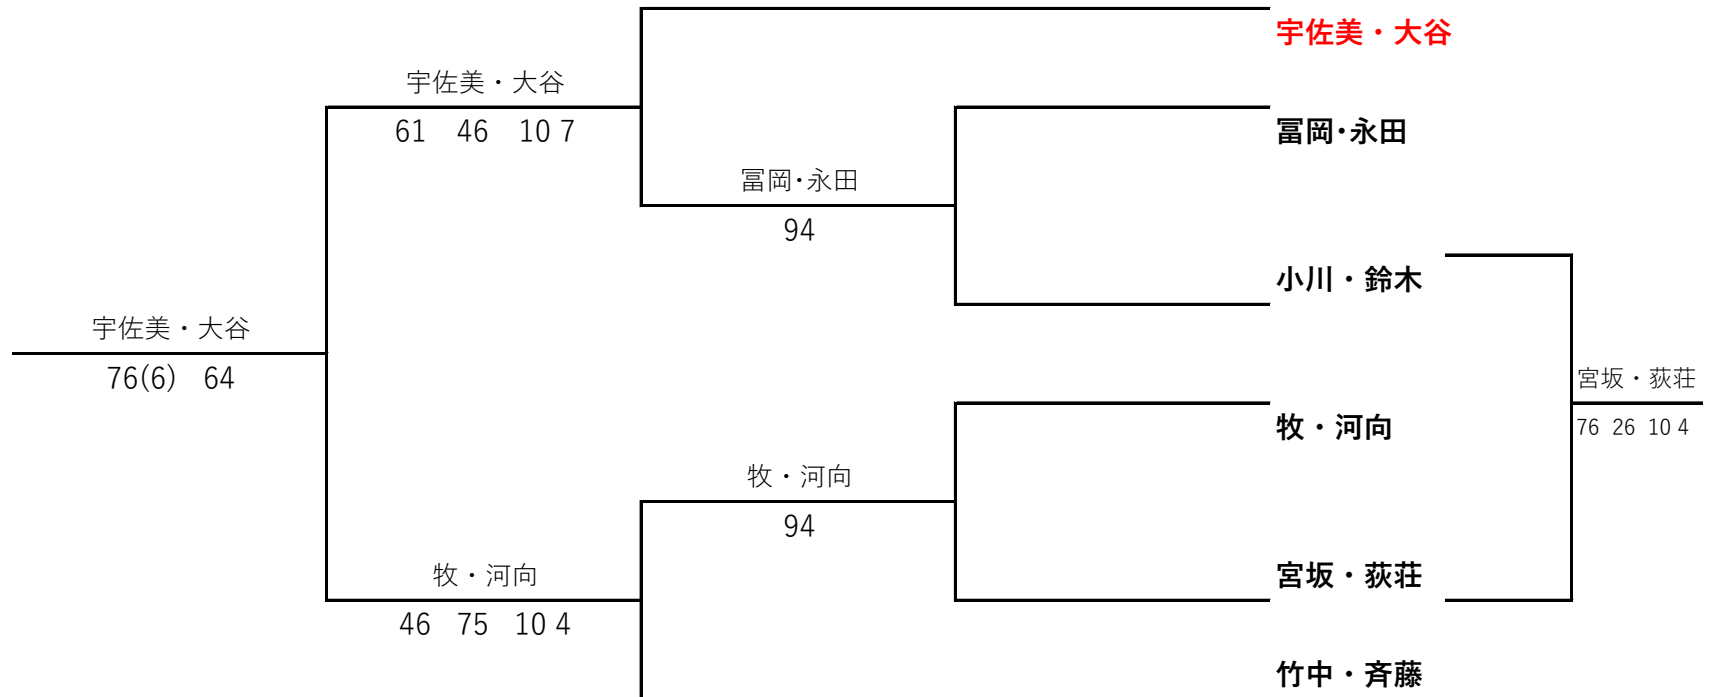 宇佐美・大谷
宇佐美・大谷
61 46 10 7
冨岡･永田
冨岡･永田
94
小川・鈴木
宇佐美・大谷
76(6) 64
宮坂・荻荘
76 26 10 4
牧・河向
牧・河向
94
牧・河向
46 75 10 4
宮坂・荻荘
竹中・斉藤